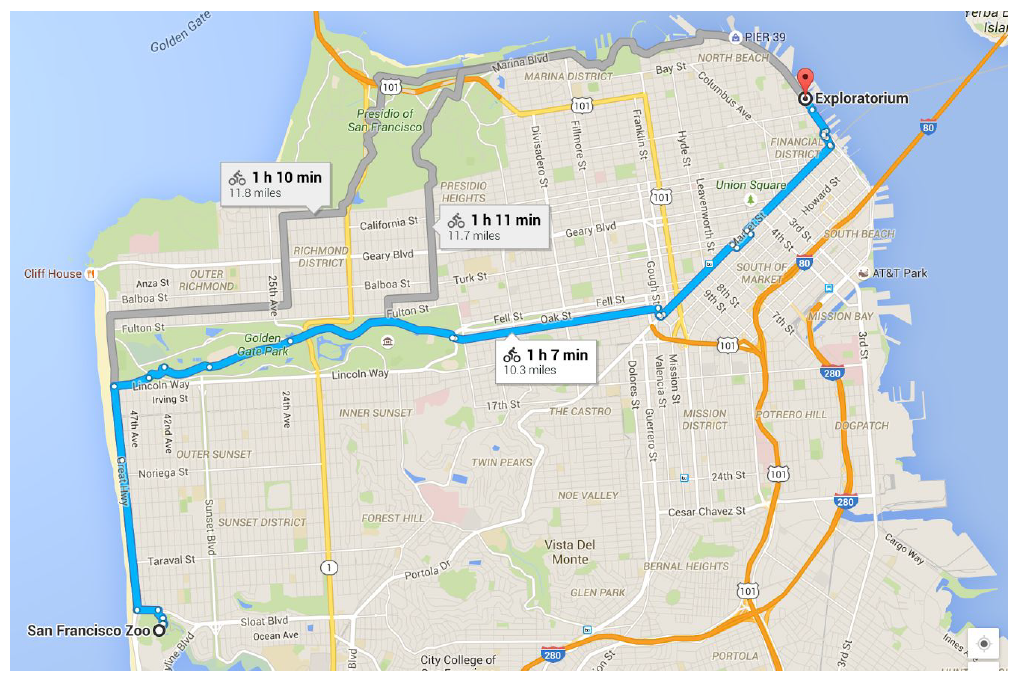 Golden Gate
Yerba B
Islan
PIER 39
Marina Blvd
NORTH BEACH
MARINA DISTRICT
Bay St
Columbus Ave
101
Exploratorium
101
Presidio of
San Francisco
80
Divisadero St
Fillmore St
Franklin St
Hyde St
FINANCIAL
DISTRICT
1 h 10 min
11.8 miles
PRESIDIO
HEIGHTS
Union Square
Leavenworth St
Howard St
101
1 h 11 min
11.7 miles
California St
Geary Blvd
Market St
3rd St
4th St
SOUTH BEACH
RICHMOND
DISTRICT
Geary Blvd
80
Cliff House
OUTER
RICHMOND
Anza St
Balboa St
25th Ave
Balboa St
Turk St
Gough St
SOUTH OF
MARKET
8th St
9th St
AT&T Park
Fell St
Fulton St
Fulton St
Fell St
Oak St
7th St
MISSION BAY
3rd St
Golden
Gate Park
101
1 h 7 min
10.3 miles
Lincoln Way
Lincoln Way
Irving St
280
47th Ave
42nd Ave
24th Ave
INNER SUNSET
17th St
THE CASTRO
Dolores St
Guerrero St
Valencia St
Mission St
MISSION
DISTRICT
POTRERO HILL
DOGPATCH
OUTER SUNSET
Great Hwy
Noriega St
TWIN PEAKS
24th St
101
Sunset Blvd
SUNSET DISTRICT
FOREST HILL
NOE VALLEY
280
Cesar Chavez St
Taraval St
1
Portola Dr
Vista Del
Monte
BERNAL HEIGHTS
Cargo Way
GLEN PARK
101
San Francisco Zoo
Sloat Blvd
Ocean Ave
yline Blvd
Blvd
City College of
280
on St
PORTOLA
3rd St
Innes A